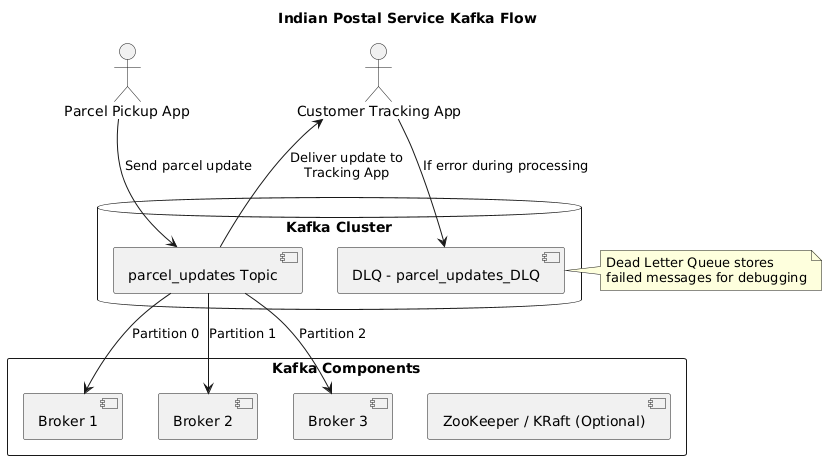 Indian Postal Service Kafka Flow
Parcel Pickup App
Customer Tracking App
Send parcel update
Deliver update to
Tracking App
If error during processing
Kafka Cluster
parcel_updates Topic
DLQ - parcel_updates_DLQ
Dead Letter Queue stores
failed messages for debugging
Partition 0
Partition 1
Partition 2
Kafka Components
Broker 1
Broker 2
Broker 3
ZooKeeper / KRaft (Optional)